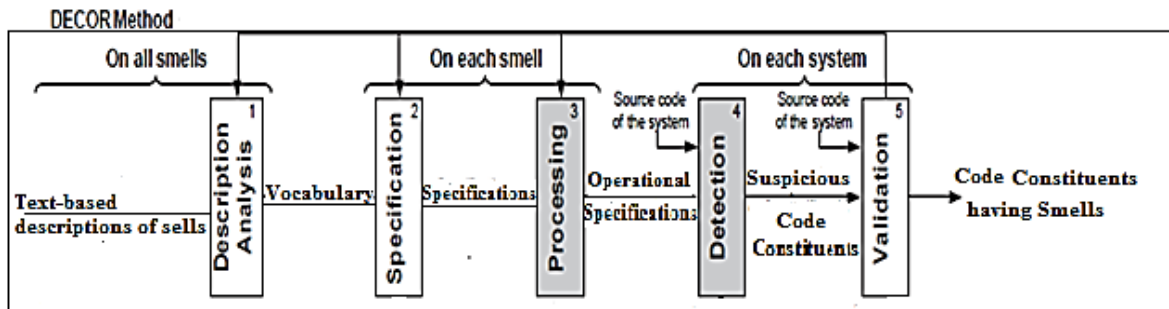 DECOR Method
On all smells
On each smell
On each system
Text-based
descriptions of sells
1
Description
Analysis
Vocabulary
2
Specification
Specifications
3
Processing
Operational
Specifications
Source code
of the system
4
Detection
Suspicious
Code
Constituents
Source code
of the system
5
Validation
Code Constituents
having Smells